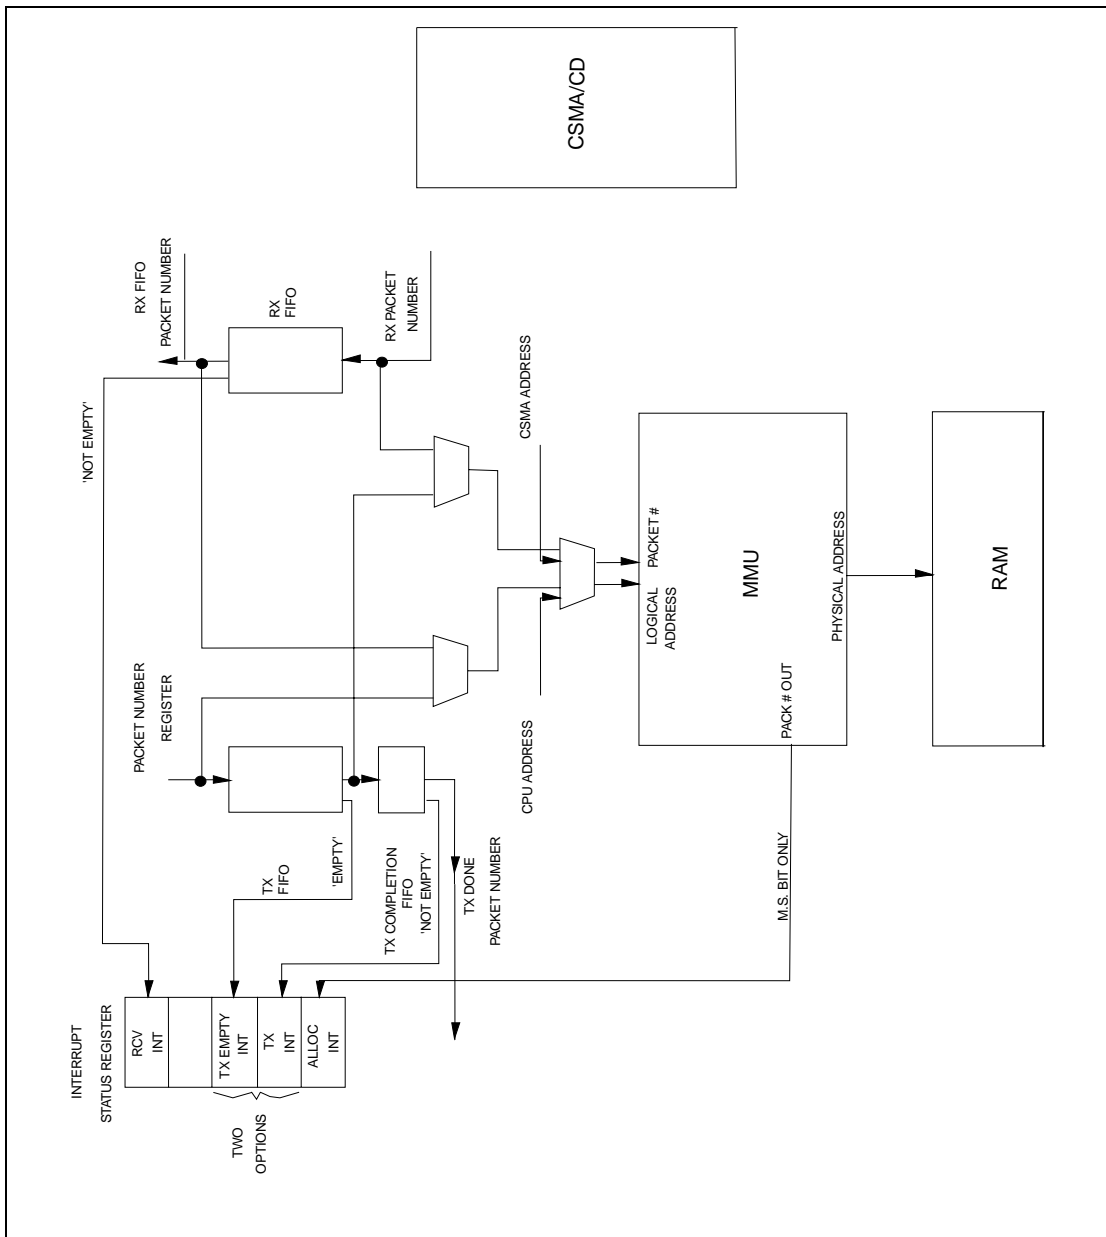 INTERRUPT
STATUS REGISTER
'NOT EMPTY'
RCV
INT
PACKET NUMBER
REGISTER
RX FIFO
PACKET NUMBER
TX EMPTY
INT
TWO
OPTIONS
TX
INT
TX
FIFO
RX
FIFO
ALLOC
INT
'EMPTY'
TX COMPLETION
FIFO
'NOT EMPTY'
RX PACKET
NUMBER
TX DONE
PACKET NUMBER
CPU ADDRESS
CSMA ADDRESS
CSMA/CD
LOGICAL
ADDRESS
PACKET #
MMU
M.S. BIT ONLY
PACK # OUT
PHYSICAL ADDRESS
RAM